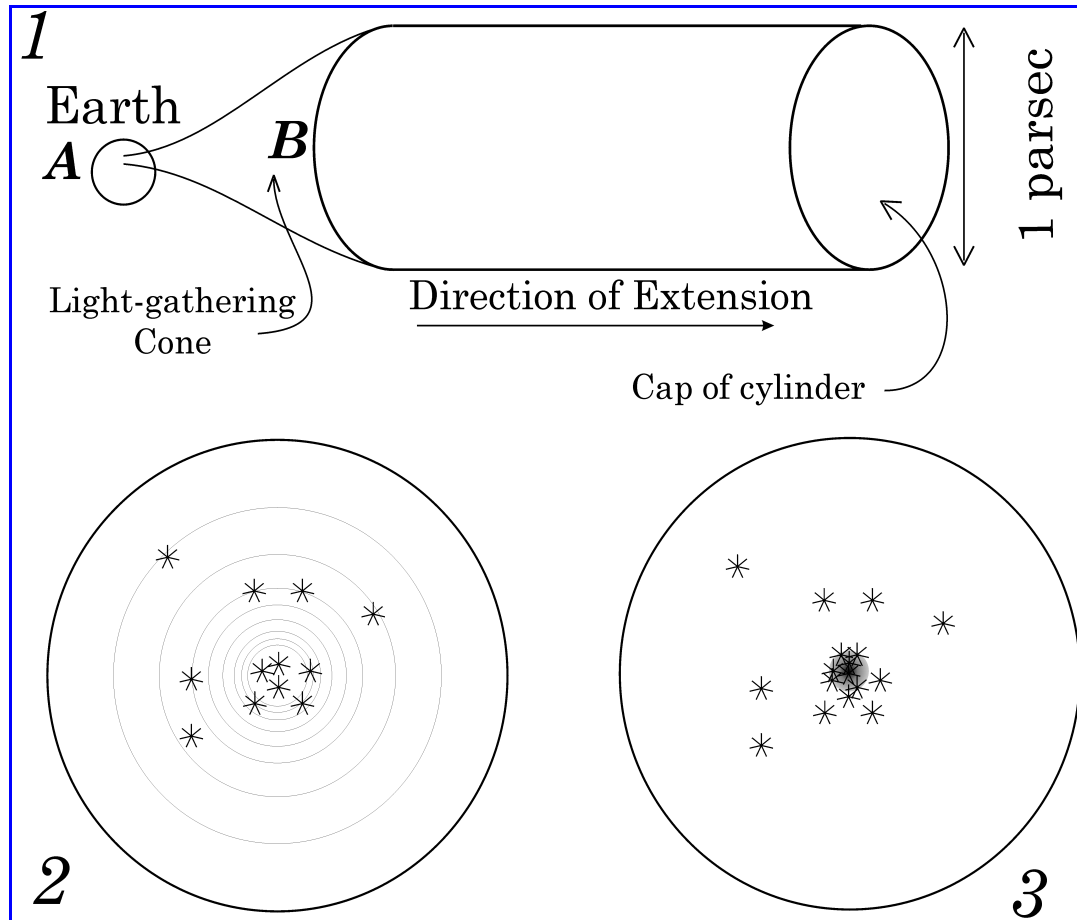 1
Earth
A
B
1 parsec
Light-gathering
Cone
Direction of Extension
Cap of cylinder
2
3